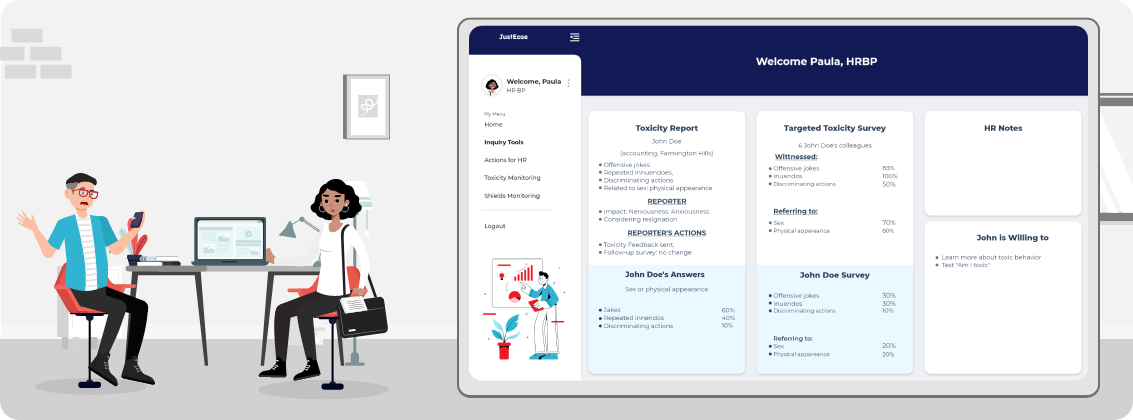 JustEase
Welcome Paula, HRBP
Welcome, Paula
HR BP
My Menu
Home
Inquiry Tools
Actions for HR
Toxicity Monitoring
Shields Monitoring
Logout
Toxicity Report
John Doe
(accounting, Farmington Hills)
Offensive jokes
Repeated innuendoes,
Discriminating actions
Related to sex: physical appearance
REPORTER
Impact: Nervousness: Anxiousness
Considering resignation
REPORTER'S ACTIONS
Toxicity Feedback sent,
Follow-up survey: no change
John Doe's Answers
Sex or physical appearance
Jakes 60%
Repeated innendos 40%
Discriminating actions 10%
Targeted Toxicity Survey
6 John Doe's colleagues
Wittnessed:
Offensive jokes 83%
Inuendos 100%
Discriminating actions 50%
Referring to:
Sex 70%
Physical appareance 80%
John Doe Survey
Offensive jokes 30%
Inuendos 30%
Discriminating actions 10%
Referring to:
Sex 20%
Physical appareance 20%
HR Notes
John is Willing to
Learn more about toxic behavior
Test "Am I toxic"